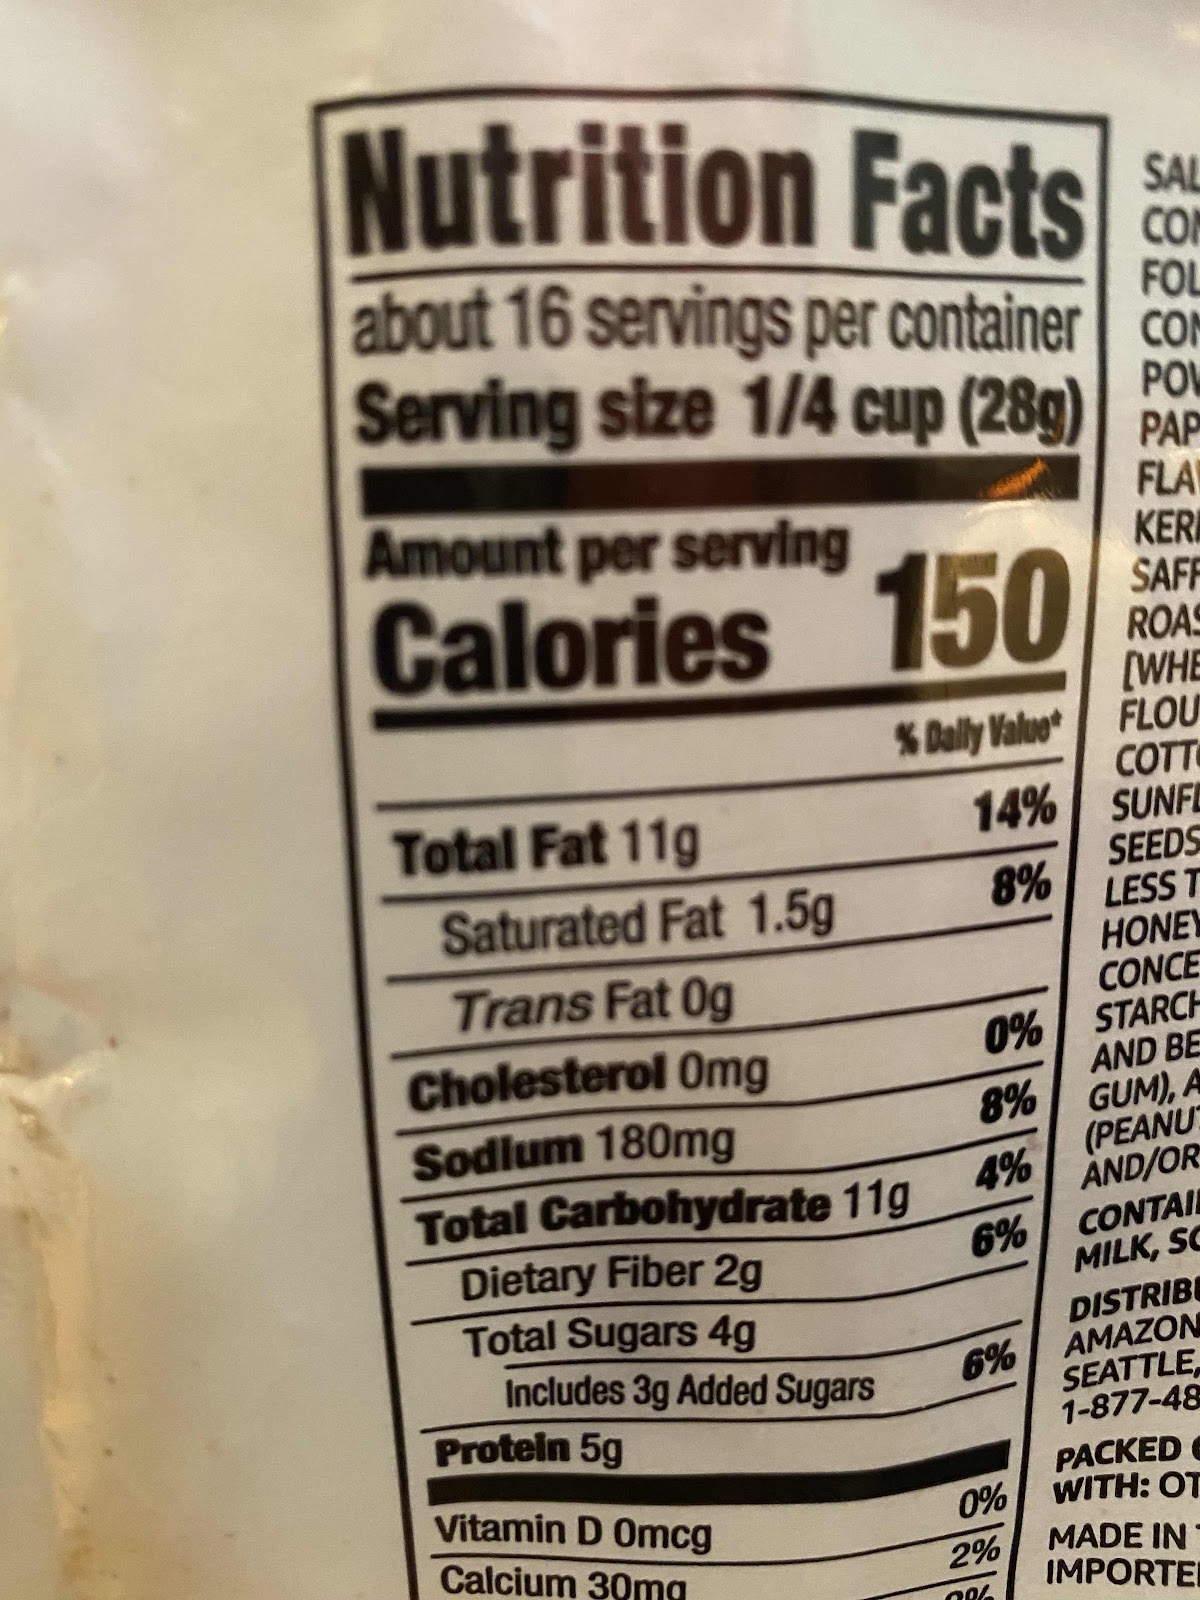 Nutrition Facts
about 16 servings per container
Serving size 1/4 cup (28g)
Amount per serving
Calories 150
% Daily Value*
Total Fat 11g 14%
Saturated Fat 1.5g 8%
Trans Fat 0g
Cholesterol 0mg 0%
Sodium 180mg 8%
Total Carbohydrate 11g 4%
Dietary Fiber 2g 6%
Total Sugars 4g
Includes 3g Added Sugars 6%
Protein 5g
Vitamin D 0mcg 0%
Calcium 30mg 2%
SAL
CON
FOL
CON
POW
PAP
FLA
KER
SAFF
ROAS
[WHE
FLOU
COTT
SUNFL
SEEDS
LESS T
HONEY
CONCE
STARCH
AND BE
GUM), A
(PEANUT
AND/OR
CONTAI
MILK, SO
DISTRIBU
AMAZON
SEATTLE,
1-877-48
PACKED
WITH: OT
MADE IN
IMPORTE